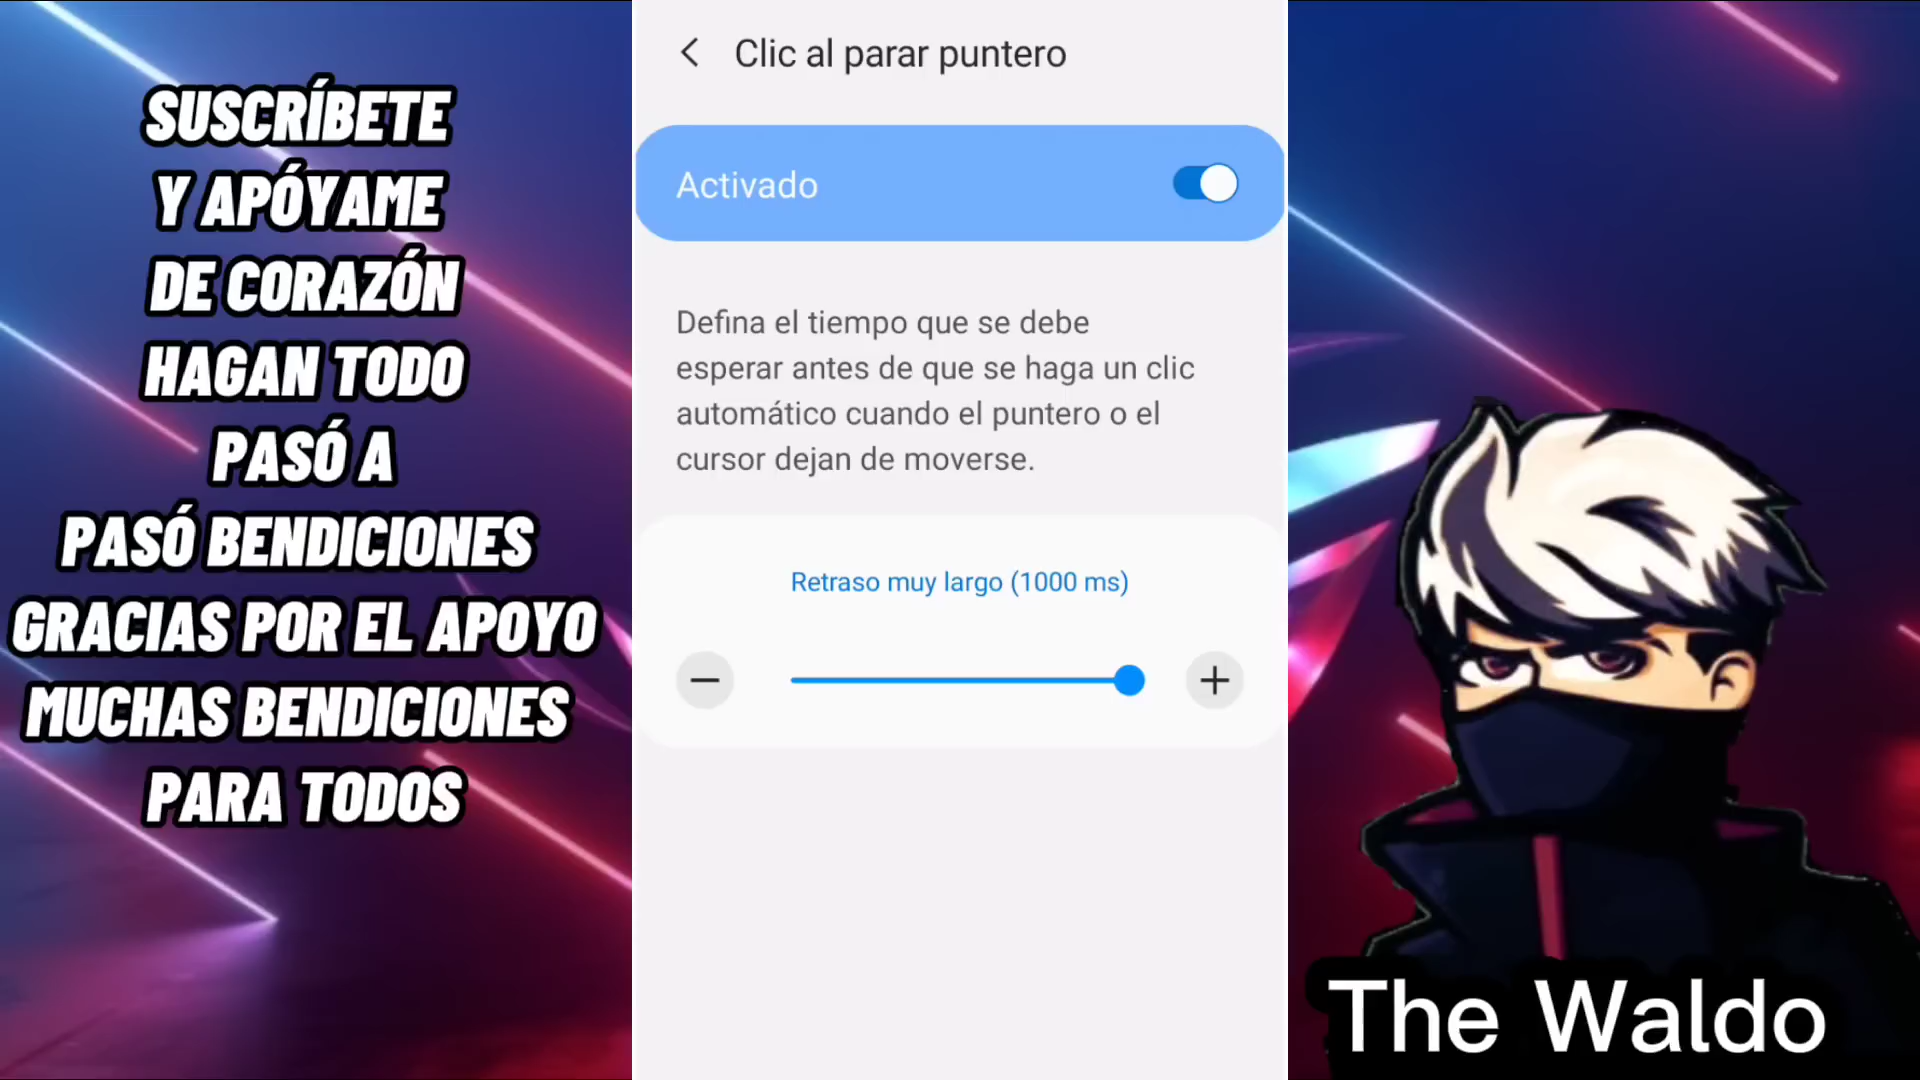 SUSCRÍBETE
Y APÓYAME
DE CORAZÓN
HAGAN TODO
PASÓ A
PASÓ BENDICIONES
GRACIAS POR EL APOYO
MUCHAS BENDICIONES
PARA TODOS
Clic al parar puntero
Activado
Defina el tiempo que se debe
esperar antes de que se haga un clic
automático cuando el puntero o el
cursor dejan de moverse.
Retraso muy largo (1000 ms)
The Waldo